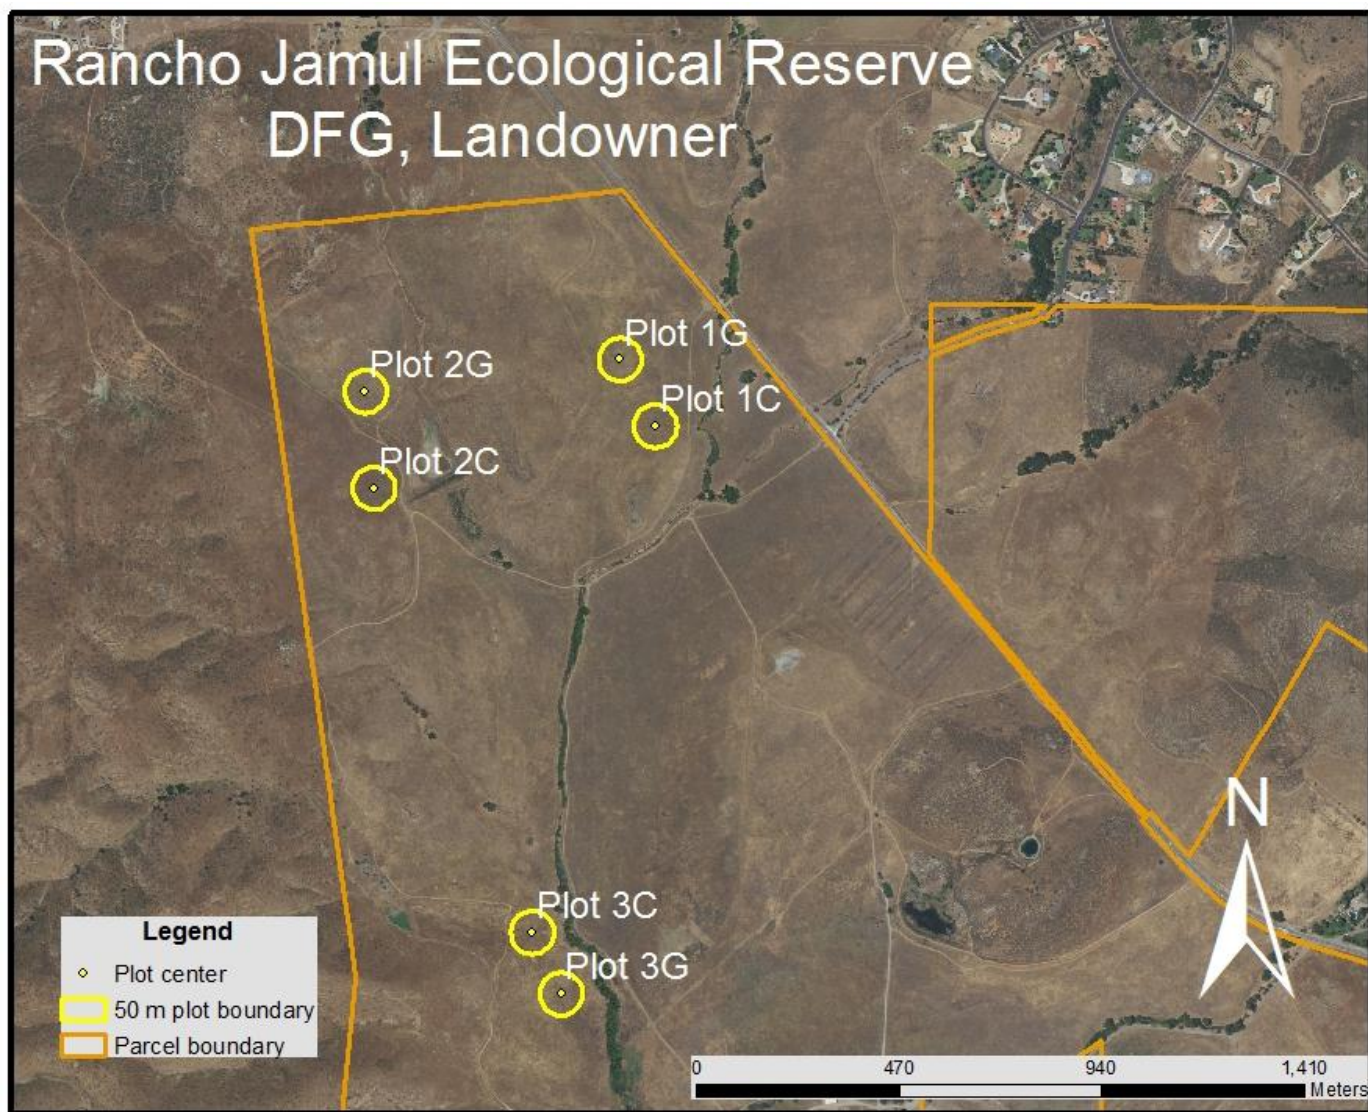 Rancho Jamul Ecological Reserve
DFG, Landowner
Plot 1G
Plot 2G
Plot 1C
Plot 2C
N
Plot 3C
Plot 3G
Legend
Plot center
50 m plot boundary
Parcel boundary
0 470 940 1,410
Meters